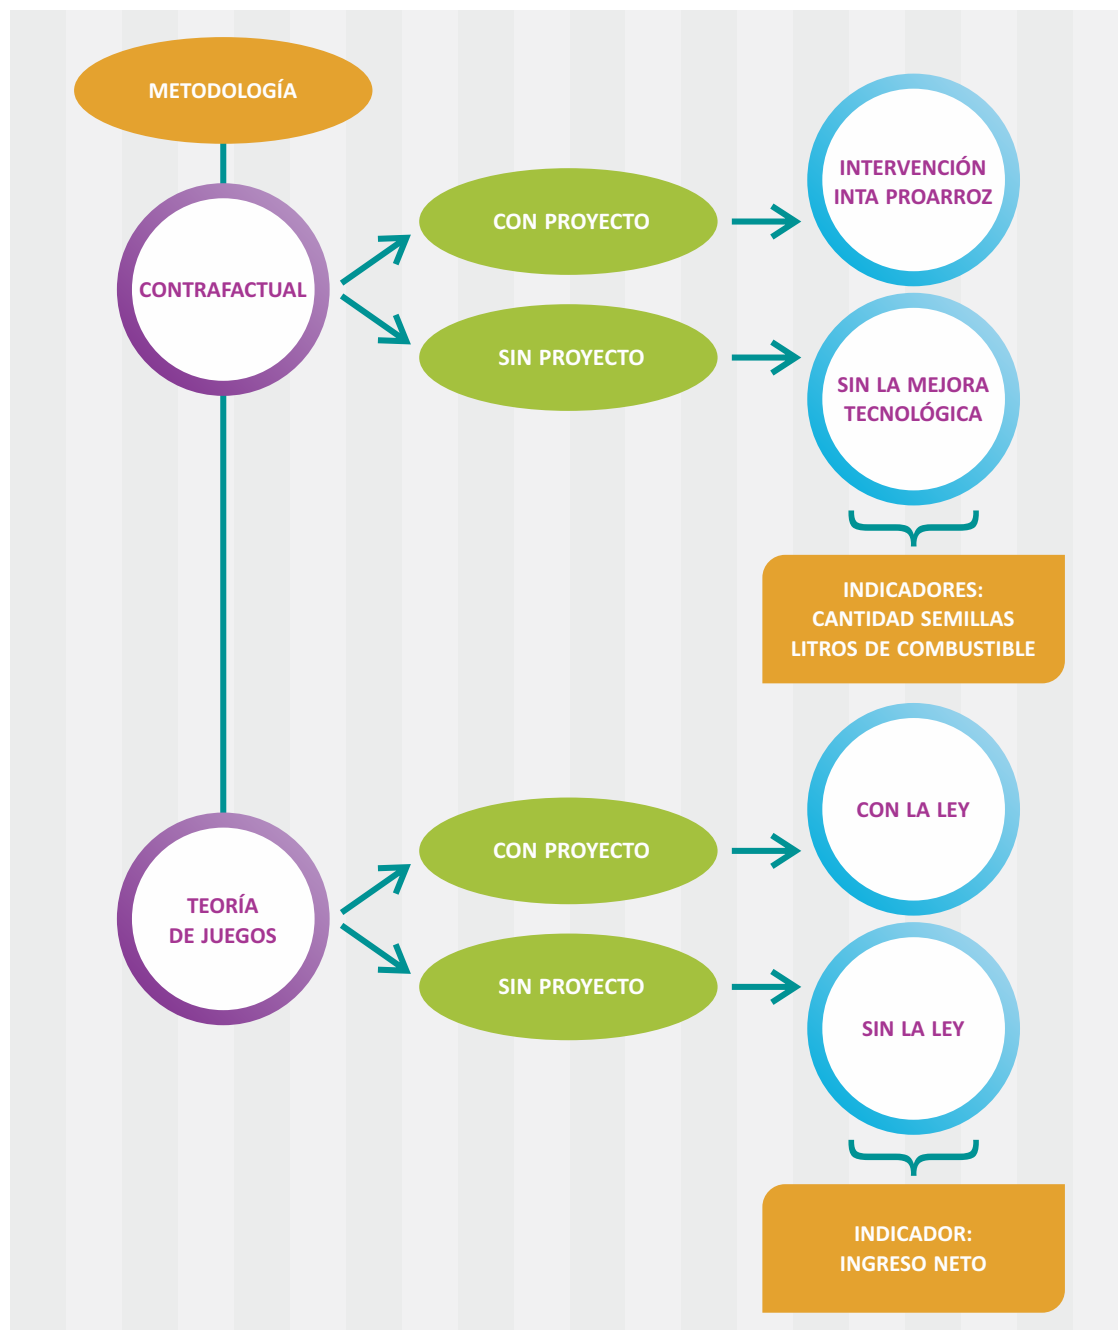 METODOLOGÍA
CONTRAFACTUAL
CON PROYECTO
INTERVENCIÓN
INTA PROARROZ
SIN PROYECTO
SIN LA MEJORA
TECNOLÓGICA
INDICADORES:
CANTIDAD SEMILLAS
LITROS DE COMBUSTIBLE
TEORÍA
DE JUEGOS
CON PROYECTO
CON LA LEY
SIN PROYECTO
SIN LA LEY
INDICADOR:
INGRESO NETO